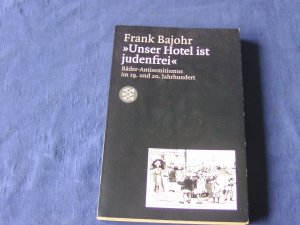 Frank Bajohr
»Unser Hotel ist
judenfrei«
Bäder-Antisemitismus
im 19. und 20. Jahrhundert